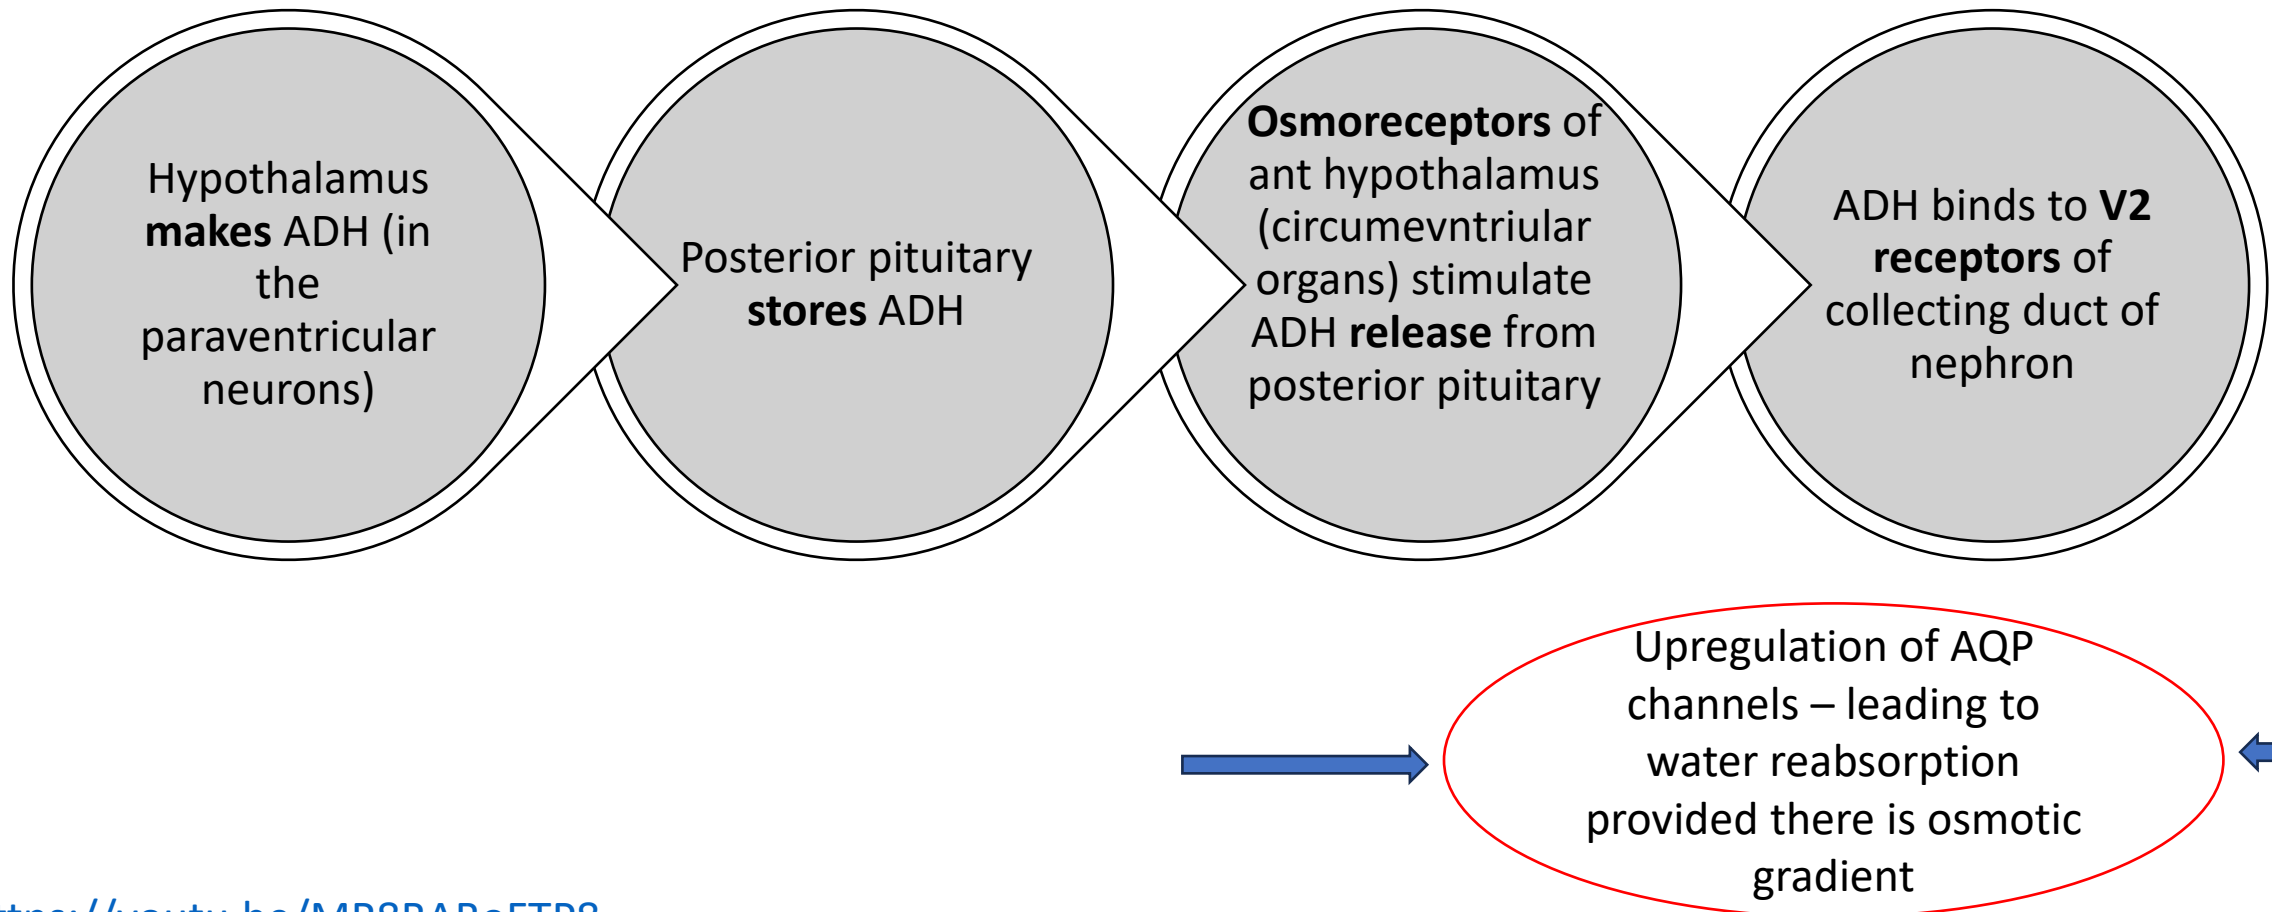 Hypothalamus
makes ADH (in
the
paraventricular
neurons)
Posterior pituitary
stores ADH
Osmoreceptors of
ant hypothalamus
(circumevntriular
organs) stimulate
ADH release from
posterior pituitary
ADH binds to V2
receptors of
collecting duct of
nephron
Upregulation of AQP
channels – leading to
water reabsorption
provided there is osmotic
gradient